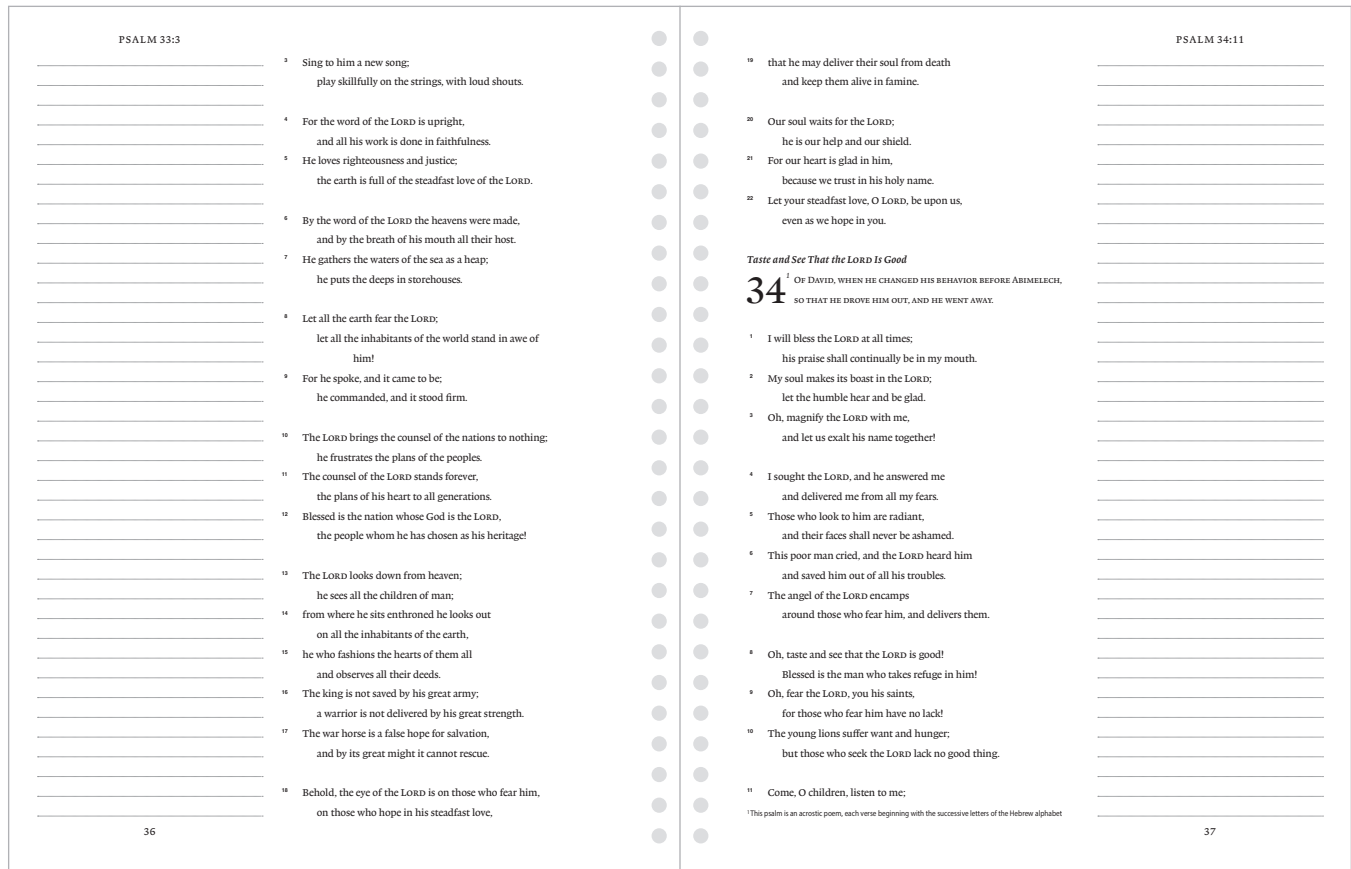 PSALM 33:3
3 Sing to him a new song;
play skillfully on the strings, with loud shouts.
4 For the word of the LORD is upright,
and all his work is done in faithfulness.
5 He loves righteousness and justice;
the earth is full of the steadfast love of the LORD.
6 By the word of the LORD the heavens were made,
and by the breath of his mouth all their host.
7 He gathers the waters of the sea as a heap;
he puts the deeps in storehouses.
8 Let all the earth fear the LORD;
let all the inhabitants of the world stand in awe of
him!
9 For he spoke, and it came to be;
he commanded, and it stood firm.
10 The LORD brings the counsel of the nations to nothing;
he frustrates the plans of the peoples.
11 The counsel of the LORD stands forever,
the plans of his heart to all generations.
12 Blessed is the nation whose God is the LORD,
the people whom he has chosen as his heritage!
13 The LORD looks down from heaven;
he sees all the children of man;
14 from where he sits enthroned he looks out
on all the inhabitants of the earth,
15 he who fashions the hearts of them all
and observes all their deeds.
16 The king is not saved by his great army;
a warrior is not delivered by his great strength.
17 The war horse is a false hope for salvation,
and by its great might it cannot rescue.
18 Behold, the eye of the LORD is on those who fear him,
on those who hope in his steadfast love,
36
PSALM 34:11
19 that he may deliver their soul from death
and keep them alive in famine.
20 Our soul waits for the LORD;
he is our help and our shield.
21 For our heart is glad in him,
because we trust in his holy name.
22 Let your steadfast love, O LORD, be upon us,
even as we hope in you.
Taste and See That the LORD Is Good
34 1 OF DAVID, WHEN HE CHANGED HIS BEHAVIOR BEFORE ABIMELECH,
SO THAT HE DROVE HIM OUT, AND HE WENT AWAY.
1 I will bless the LORD at all times;
his praise shall continually be in my mouth.
2 My soul makes its boast in the LORD;
let the humble hear and be glad.
3 Oh, magnify the LORD with me,
and let us exalt his name together!
4 I sought the LORD, and he answered me
and delivered me from all my fears.
5 Those who look to him are radiant,
and their faces shall never be ashamed.
6 This poor man cried, and the LORD heard him
and saved him out of all his troubles.
7 The angel of the LORD encamps
around those who fear him, and delivers them.
8 Oh, taste and see that the LORD is good!
Blessed is the man who takes refuge in him!
9 Oh, fear the LORD, you his saints,
for those who fear him have no lack!
10 The young lions suffer want and hunger;
but those who seek the LORD lack no good thing.
11 Come, O children, listen to me;
1 This psalm is an acrostic poem, each verse beginning with the successive letters of the Hebrew alphabet
37